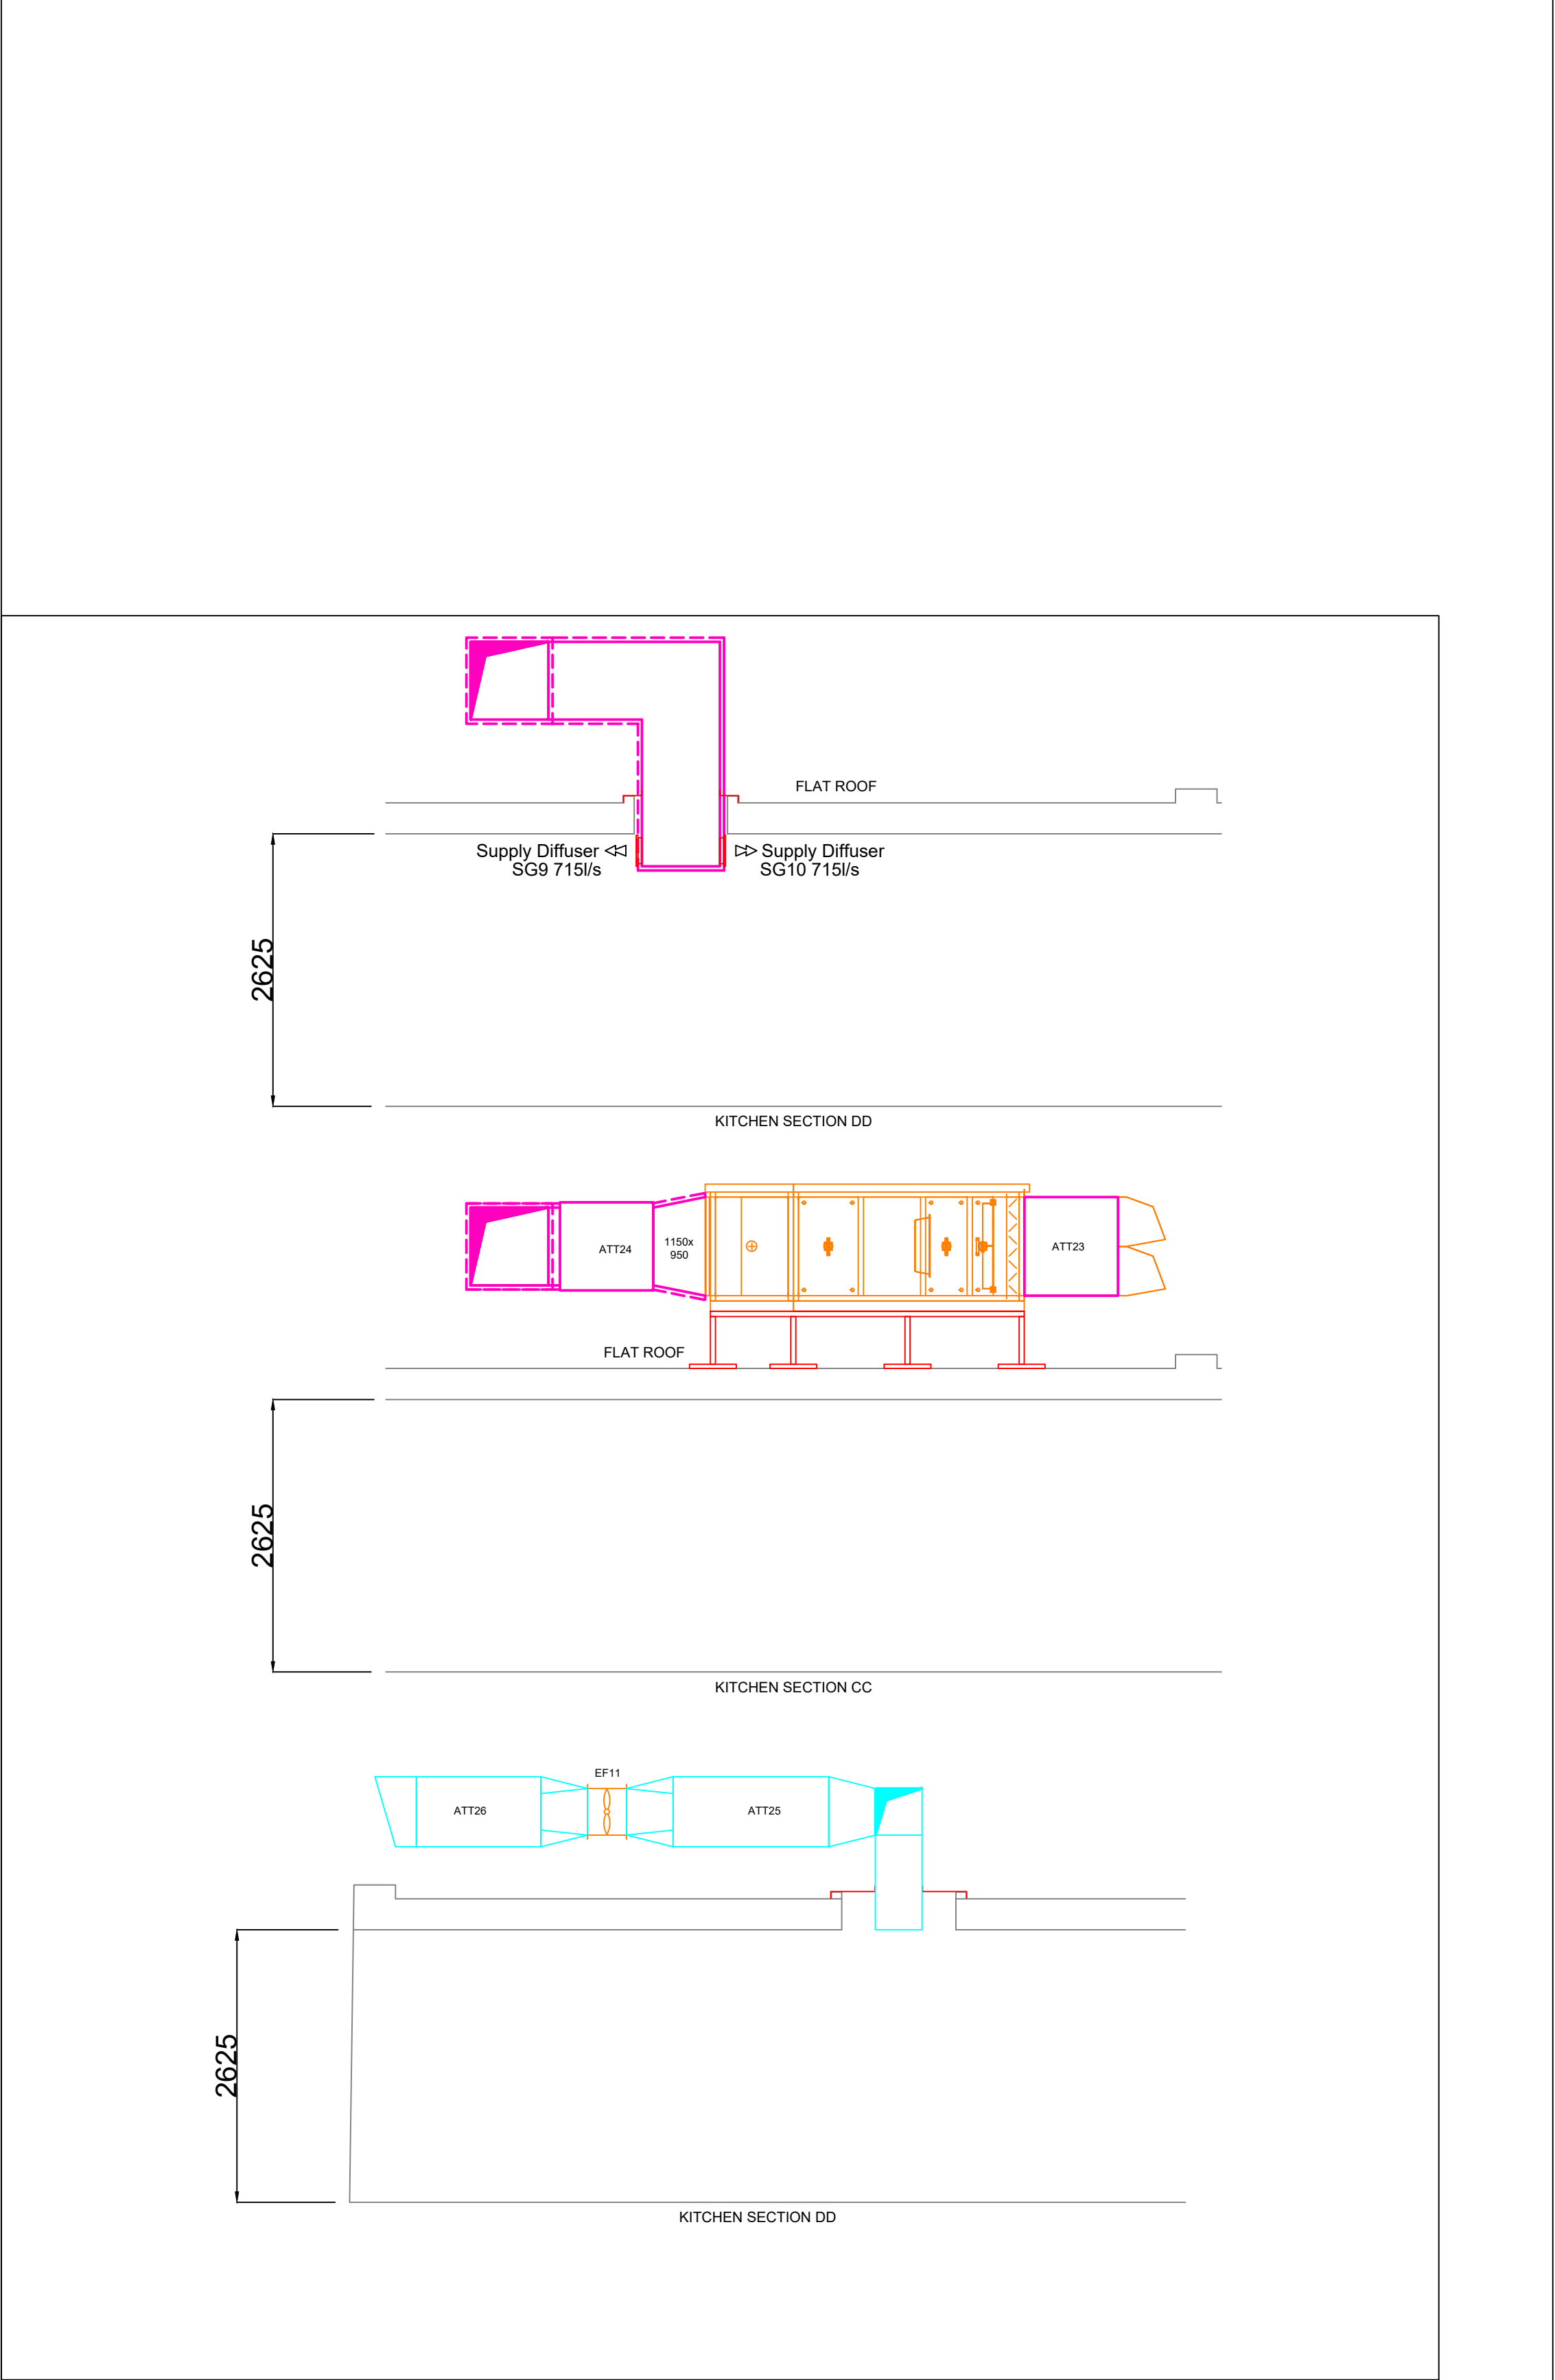 FLAT ROOF
Supply Diffuser
SG9 715l/s
Supply Diffuser
SG10 715l/s
2625
KITCHEN SECTION DD
ATT24
1150x
950
ATT23
FLAT ROOF
2625
KITCHEN SECTION CC
EF11
ATT26
ATT25
2625
KITCHEN SECTION DD